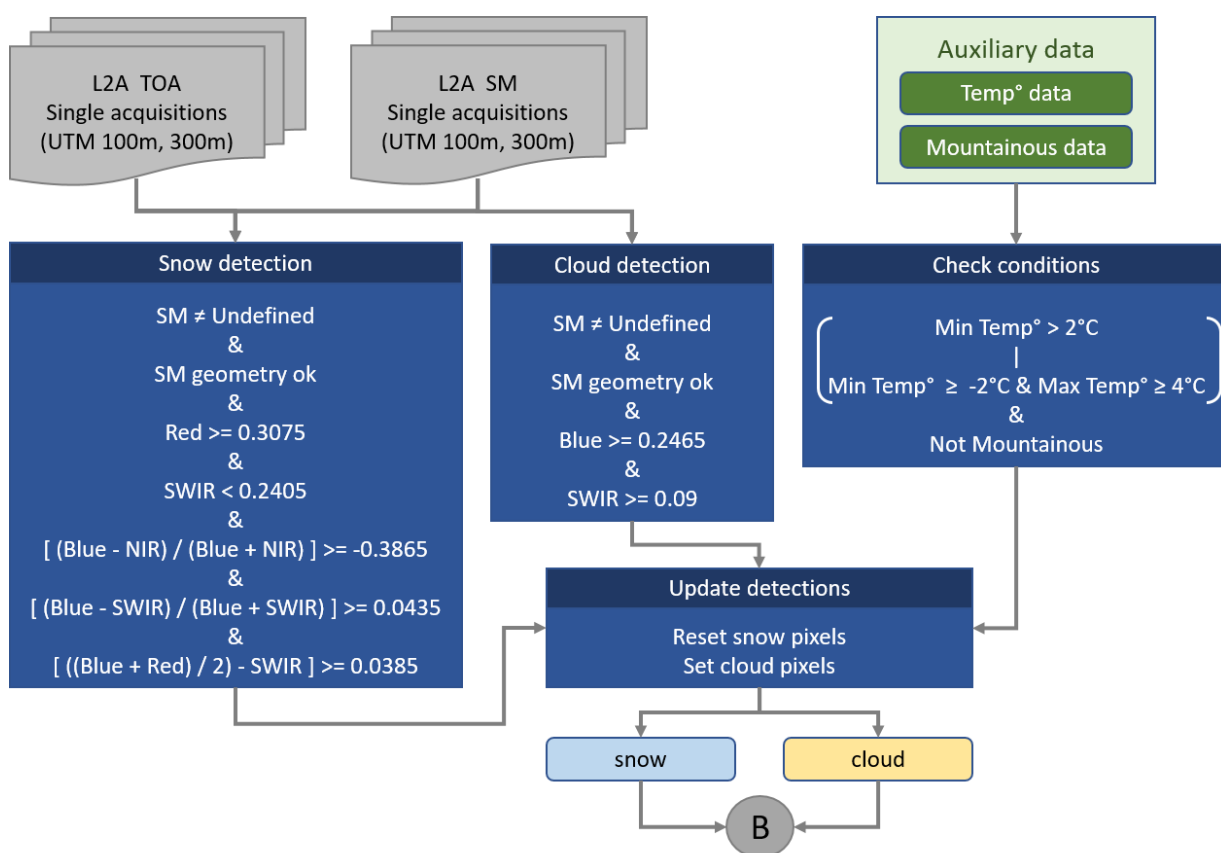 L2A TOA
Single acquisitions
(UTM 100m, 300m)
L2A SM
Single acquisitions
(UTM 100m, 300m)
Auxiliary data
Temp° data
Mountainous data
Snow detection
SM ≠ Undefined
&
SM geometry ok
&
Red >= 0.3075
&
SWIR < 0.2405
&
[ (Blue - NIR) / (Blue + NIR) ] >= -0.3865
&
[ (Blue - SWIR) / (Blue + SWIR) ] >= 0.0435
&
[ ((Blue + Red) / 2) - SWIR ] >= 0.0385
Cloud detection
SM ≠ Undefined
&
SM geometry ok
&
Blue >= 0.2465
&
SWIR >= 0.09
Check conditions
Min Temp° > 2°C
|
Min Temp° ≥ -2°C & Max Temp° ≥ 4°C
&
Not Mountainous
Update detections
Reset snow pixels
Set cloud pixels
snow
cloud
B